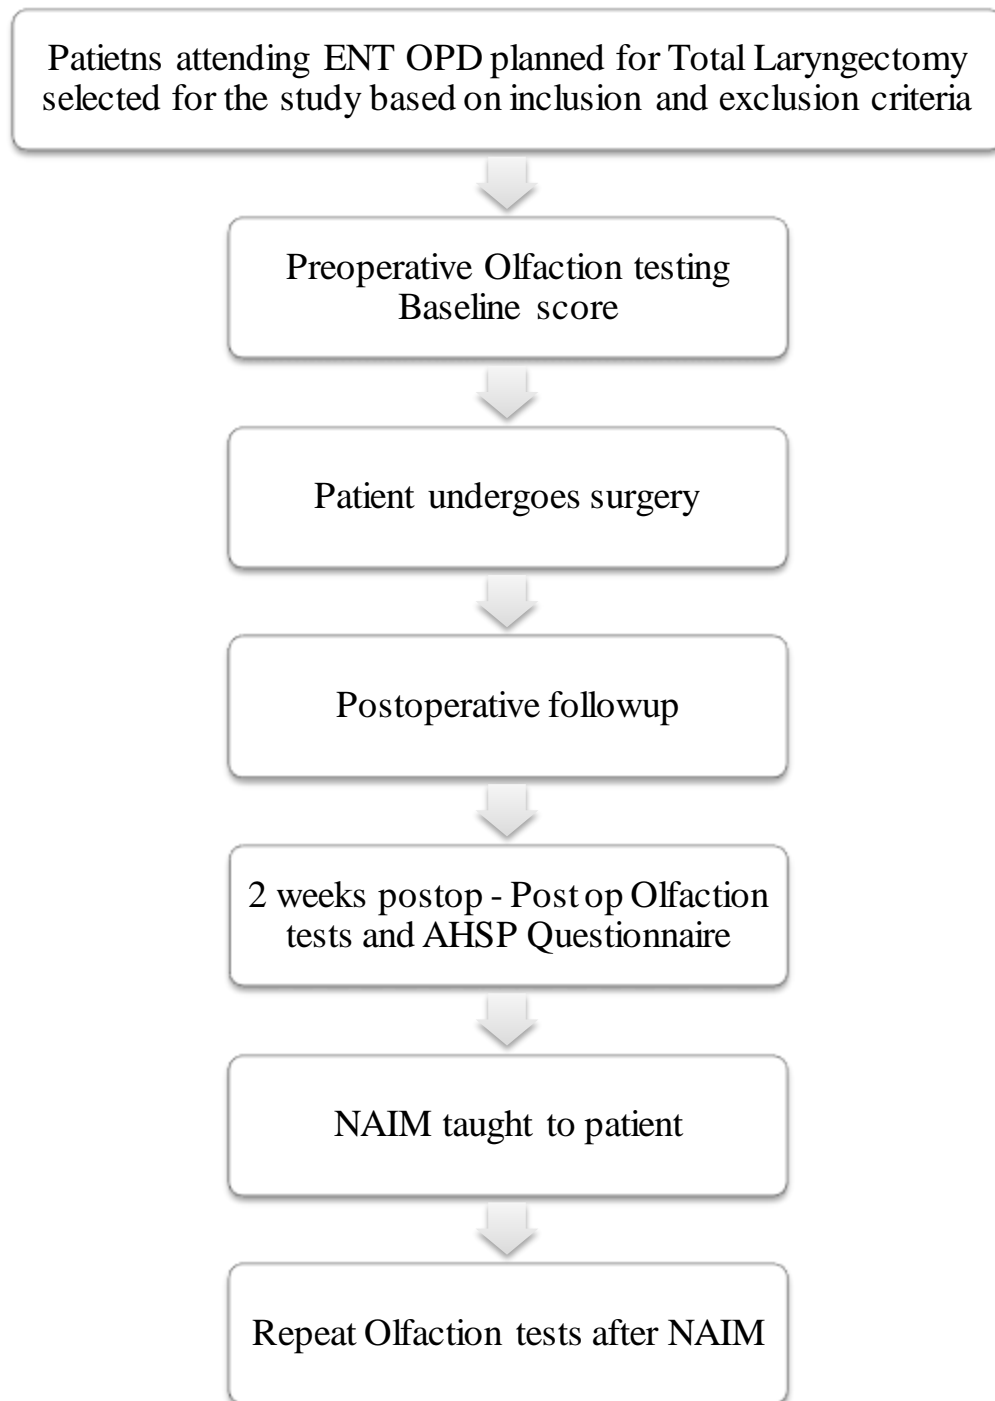 Patietns attending ENT OPD planned for Total Laryngectomy
selected for the study based on inclusion and exclusion criteria
Preoperative Olfaction testing
Baseline score
Patient undergoes surgery
Postoperative followup
2 weeks postop - Post op Olfaction
tests and AHSP Questionnaire
NAIM taught to patient
Repeat Olfaction tests after NAIM